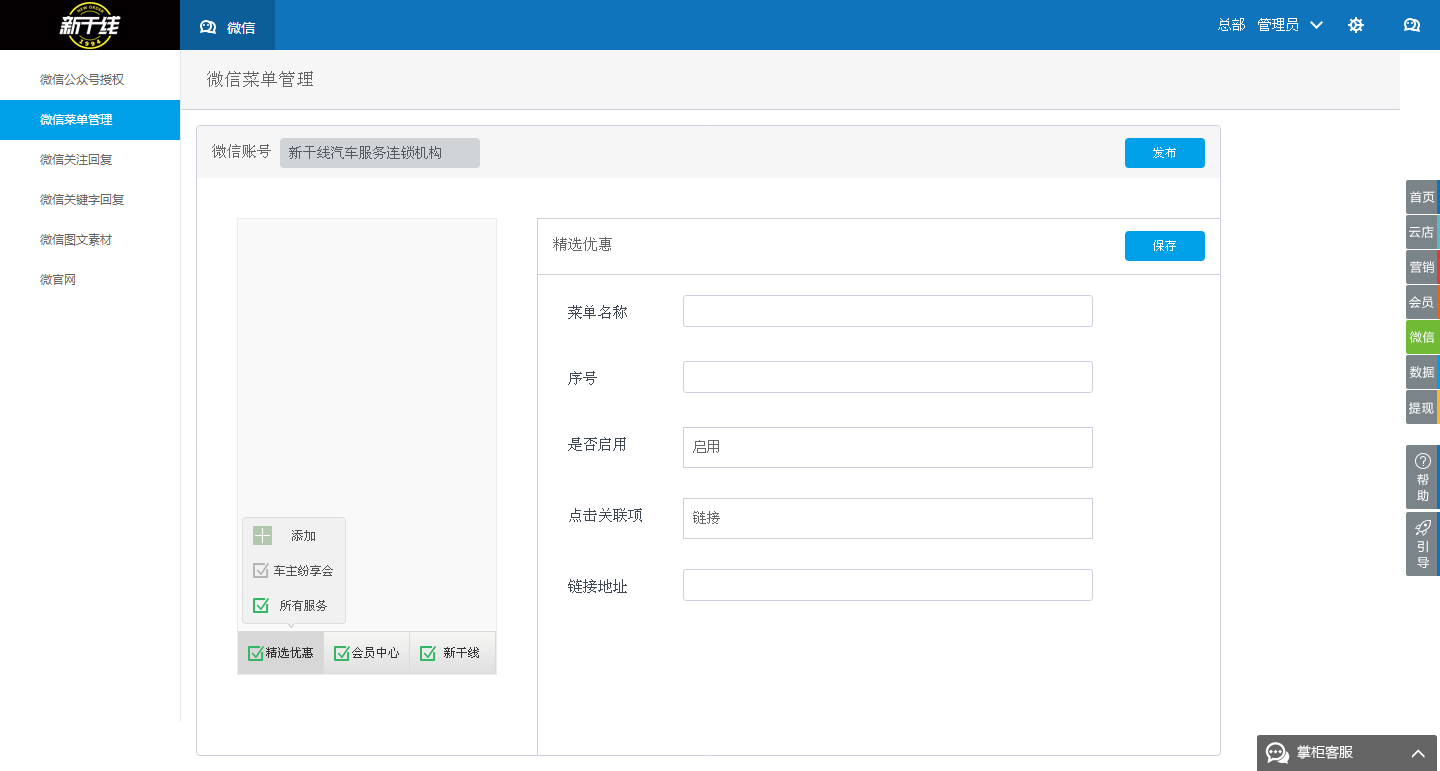 NEW ORDER
新干线
1994
微信
总部 管理员
微信公众号授权
微信菜单管理
微信关注回复
微信关键字回复
微信图文素材
微官网
微信菜单管理
微信账号
新干线汽车服务连锁机构
发布
精选优惠
保存
菜单名称
序号
是否启用
启用
点击关联项
链接
链接地址
添加
车主纷享会
所有服务
精选优惠
会员中心
新干线
首页
云店
营销
会员
微信
数据
提现
帮助
引导
掌柜客服